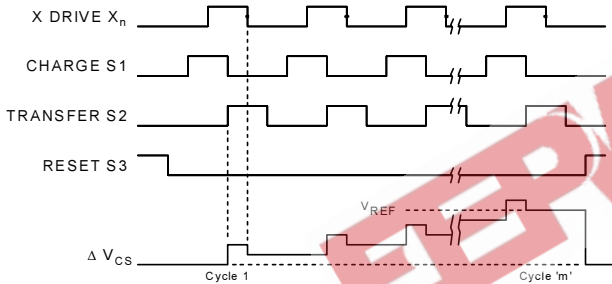 X DRIVE Xn
CHARGE S1
TRANSFER S2
RESET S3
VREF
Δ VCS
Cycle 1
Cycle 'm'